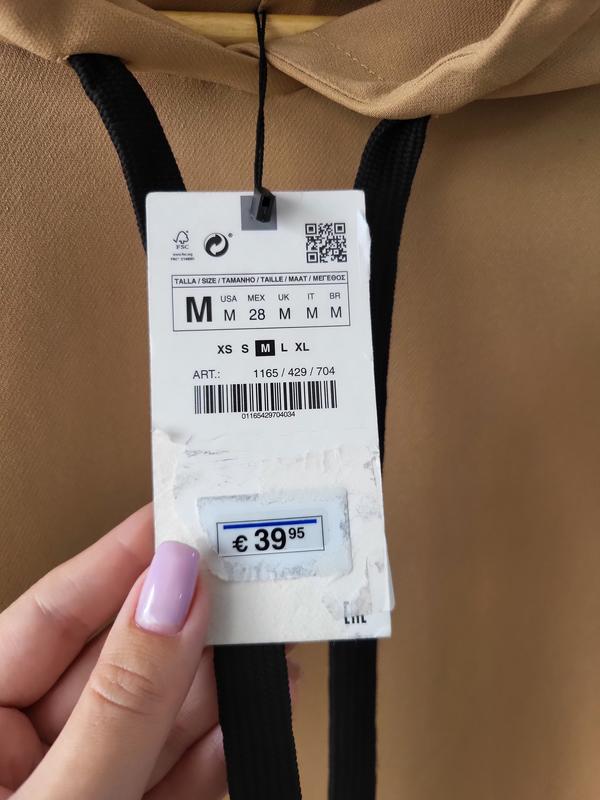 FSC
TALLA / SIZE / TAMANHO / TAILLE / MAAT / ΜΕΓΕΘΟΣ
M
USA MEX UK IT BR
M 28 M M M
XS S M L XL
ART.: 1165 / 429 / 704
01165429704034
€ 39 95